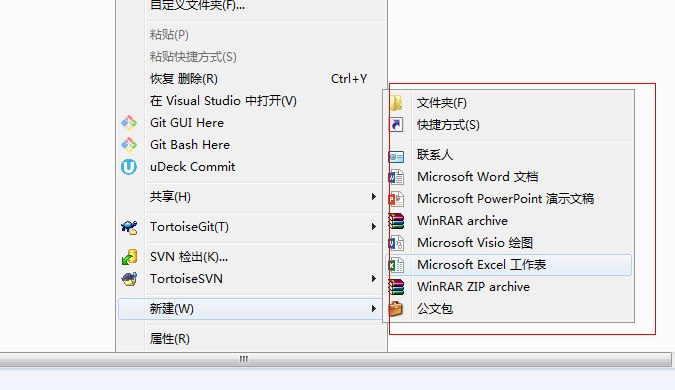 自定义文件夹(F)...
粘贴(P)
粘贴快捷方式(S)
恢复 删除(R) Ctrl+Y
在 Visual Studio 中打开(V)
Git GUI Here
Git Bash Here
uDeck Commit
共享(H)
TortoiseGit(T)
SVN 检出(K)...
TortoiseSVN
新建(W)
属性(R)
文件夹(F)
快捷方式(S)
联系人
Microsoft Word 文档
Microsoft PowerPoint 演示文稿
WinRAR archive
Microsoft Visio 绘图
Microsoft Excel 工作表
WinRAR ZIP archive
公文包